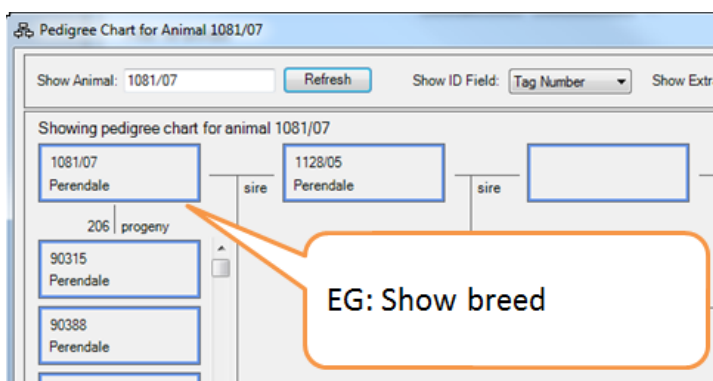 Pedigree Chart for Animal 1081/07
Show Animal: 1081/07 Refresh Show ID Field: Tag Number Show Extr
Showing pedigree chart for animal 1081/07
1081/07
Perendale
sire
1128/05
Perendale
sire
206 progeny
90315
Perendale
90388
Perendale
EG: Show breed